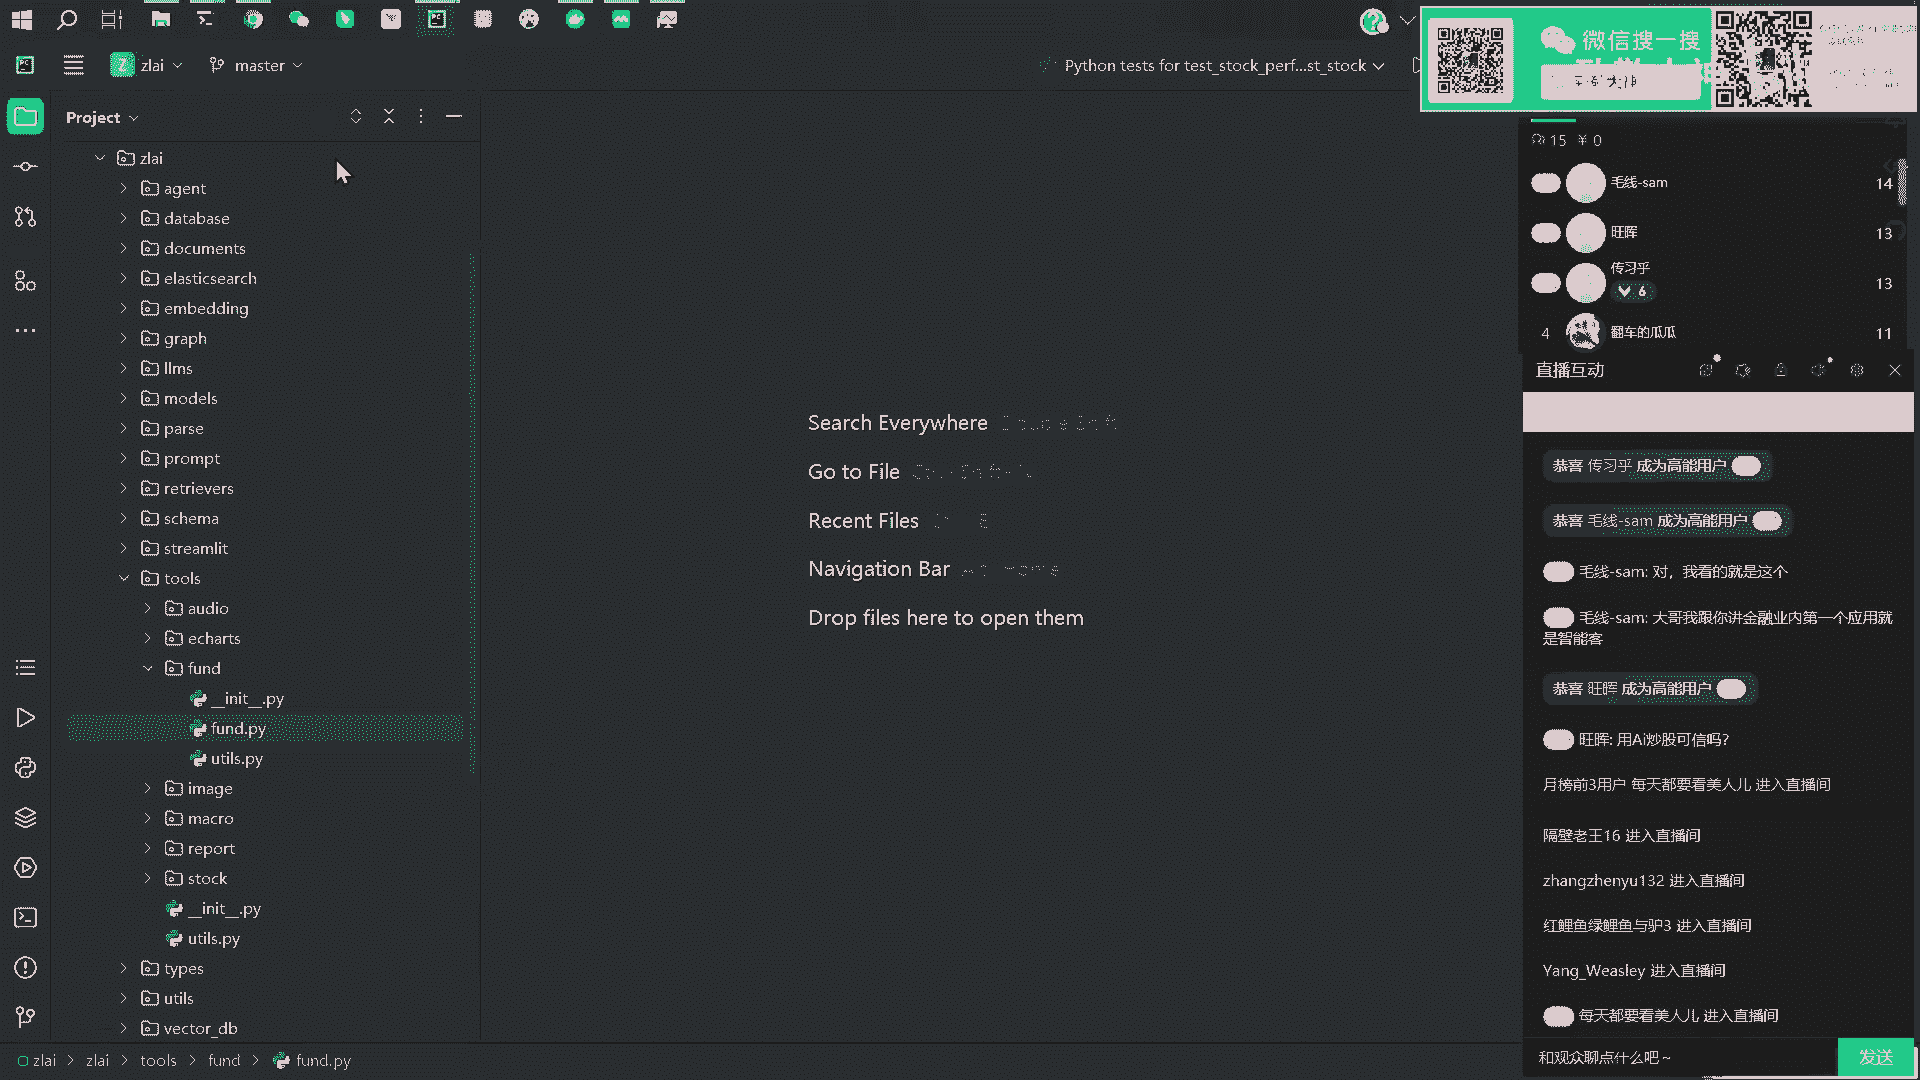 zlai
master
Python tests for test_stock_perf...st_stock
微信搜一搜
Project
zlai
agent
database
documents
elasticsearch
embedding
graph
llms
models
parse
prompt
retrievers
schema
streamlit
tools
audio
echarts
fund
__init__.py
fund.py
utils.py
image
macro
report
stock
__init__.py
utils.py
types
utils
vector_db
Search Everywhere
Go to File
Recent Files
Navigation Bar
Drop files here to open them
15 ¥ 0
毛线-sam 14
旺晖 13
传习乎 13
6
4 翻车的瓜瓜 11
直播互动
恭喜 传习乎 成为高能用户
恭喜 毛线-sam 成为高能用户
毛线-sam: 对，我看的就是这个
毛线-sam: 大哥我跟你讲金融业内第一个应用就
是智能客
恭喜 旺晖 成为高能用户
旺晖: 用Ai炒股可信吗?
月榜前3用户 每天都要看美人儿 进入直播间
隔壁老王16 进入直播间
zhangzhenyu132 进入直播间
红鲤鱼绿鲤鱼与驴3 进入直播间
Yang_Weasley 进入直播间
每天都要看美人儿 进入直播间
和观众聊点什么吧~
发送
zlai > zlai > tools > fund > fund.py